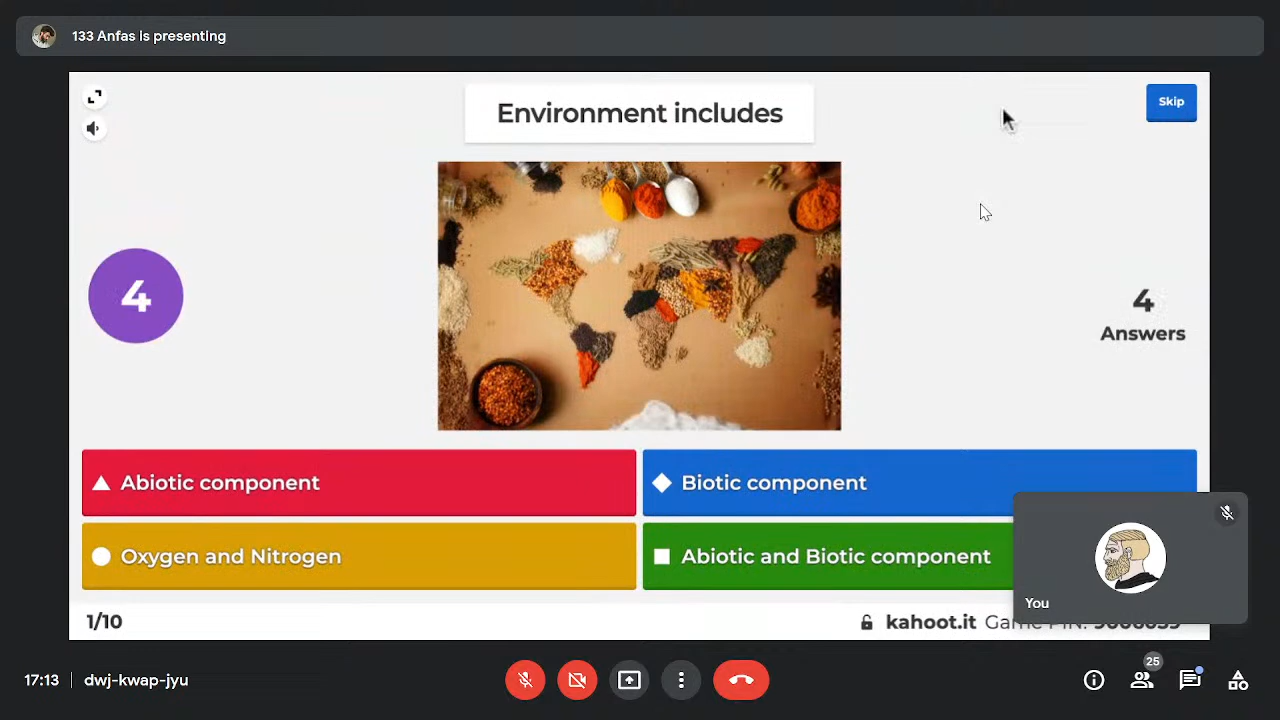 133 Anfas is presenting
Environment includes
Skip
4
4
Answers
Abiotic component
Biotic component
Oxygen and Nitrogen
Abiotic and Biotic component
You
1/10
kahoot.it
17:13
dwj-kwap-jyu
25